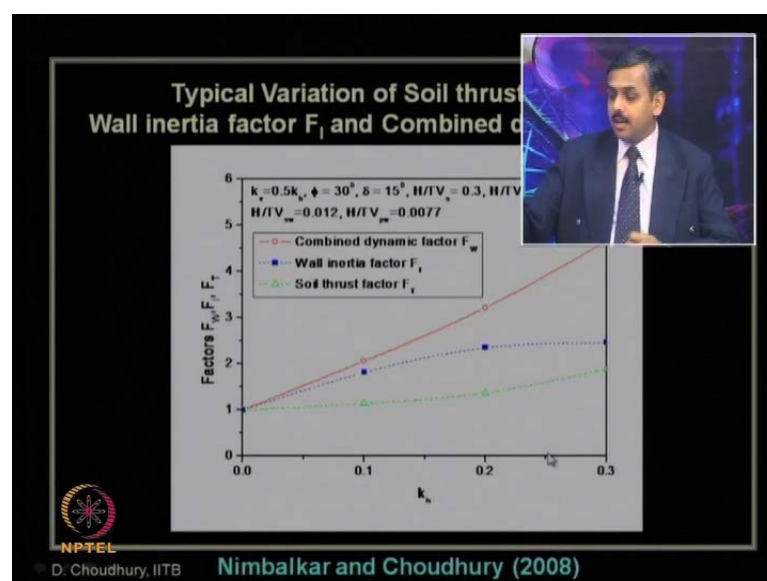 Typical Variation of Soil thrust
Wall inertia factor F_I and Combined d
k_v=0.5k_h, ϕ = 30⁰, δ = 15⁰, H/TV_s = 0.3, H/TV
H/TV_sw=0.012, H/TV_pw=0.0077
Combined dynamic factor F_W
Wall inertia factor F_I
Soil thrust factor F_T
Factors F_W, F_I, F_T
6
5
4
3
2
1
0
0.0 0.1 0.2 0.3
k_h
NPTEL
D. Choudhury, IITB Nimbalkar and Choudhury (2008)